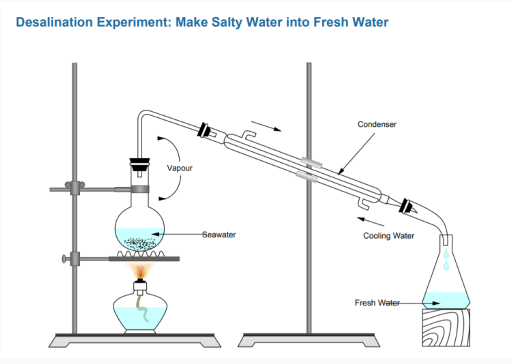 Desalination Experiment: Make Salty Water into Fresh Water
Condenser
Vapour
Seawater
Cooling Water
Fresh Water